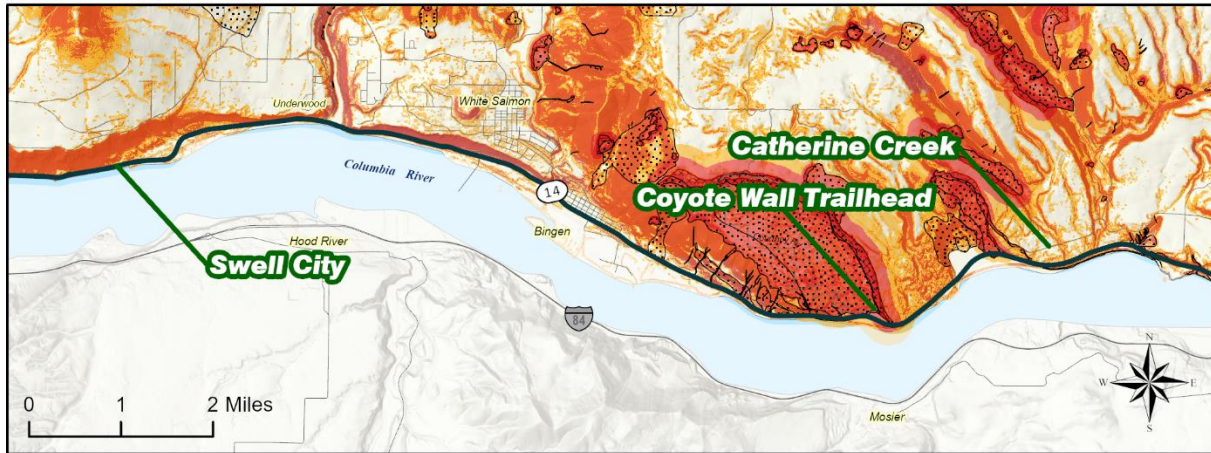 Underwood
White Salmon
Catherine Creek
Columbia River
14
Coyote Wall Trailhead
Bingen
Hood River
Swell City
84
N
W
E
S
0 1 2 Miles
Mosier